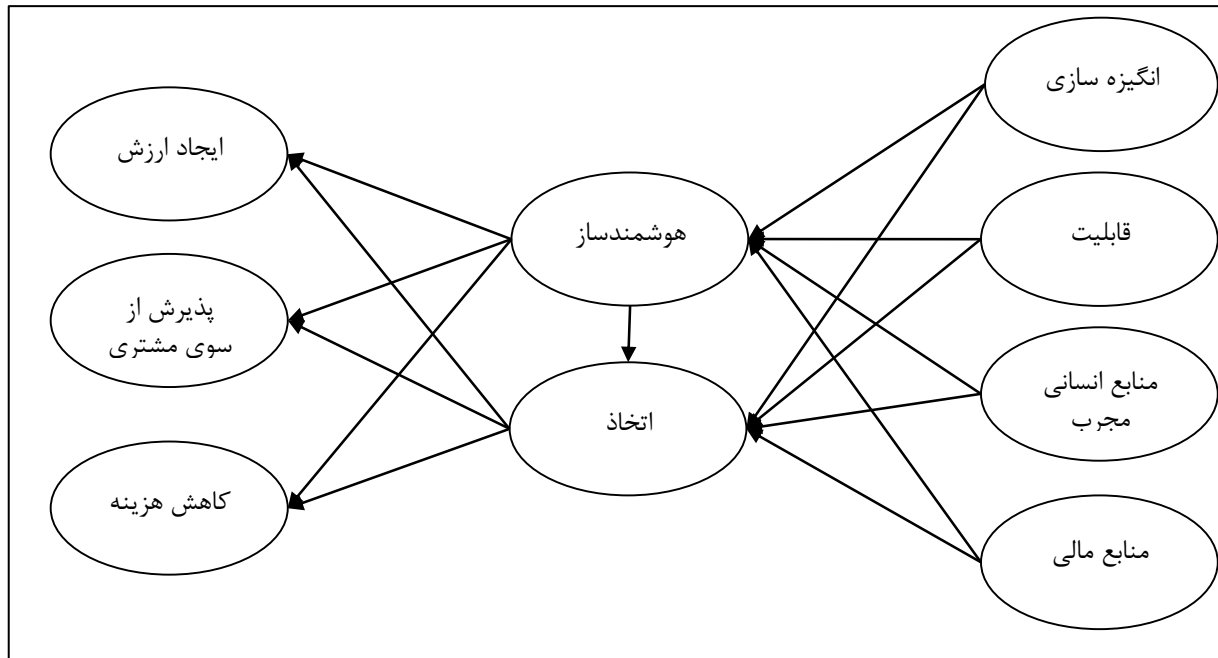 انگیزه سازی
قابلیت
منابع انسانی
مجرب
منابع مالی
هوشمندساز
اتخاذ
ایجاد ارزش
پذیرش از
سوی مشتری
کاهش هزینه